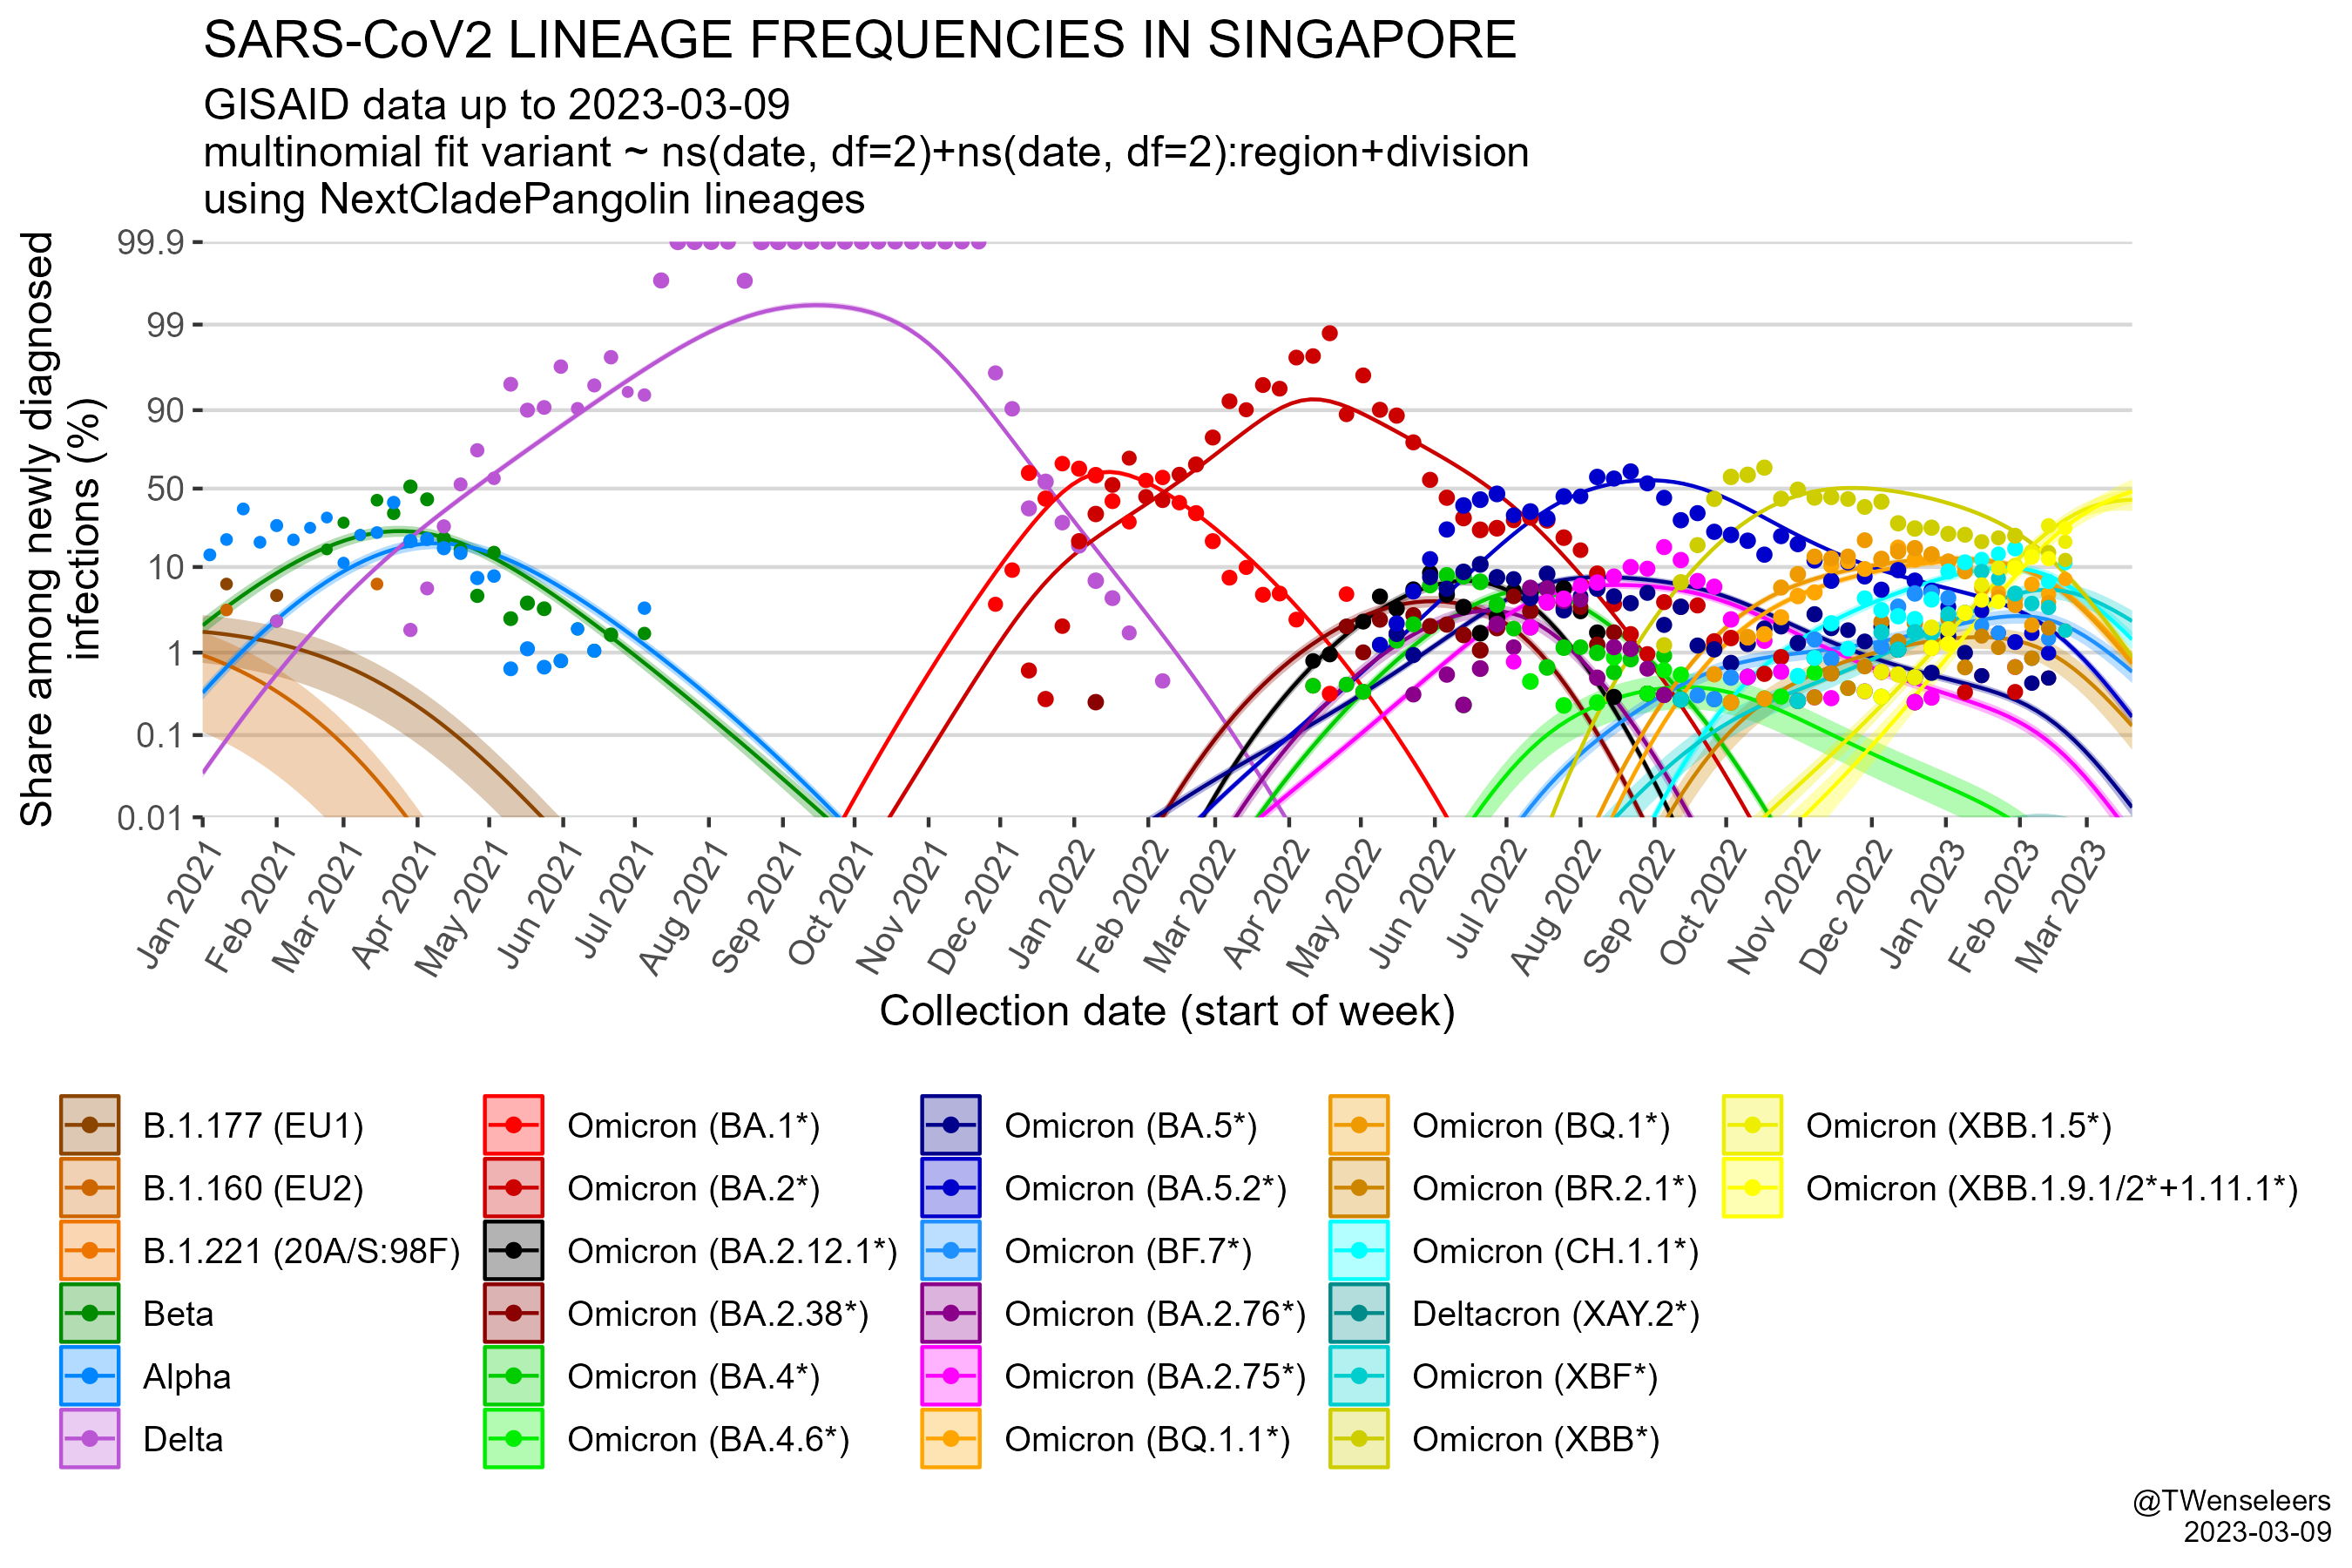 SARS-CoV2 LINEAGE FREQUENCIES IN SINGAPORE
GISAID data up to 2023-03-09
multinomial fit variant ~ ns(date, df=2)+ns(date, df=2):region+division
using NextCladePangolin lineages
Share among newly diagnosed
infections (%)
99.9
99
90
50
10
1
0.1
0.01
Jan 2021
Feb 2021
Mar 2021
Apr 2021
May 2021
Jun 2021
Jul 2021
Aug 2021
Sep 2021
Oct 2021
Nov 2021
Dec 2021
Jan 2022
Feb 2022
Mar 2022
Apr 2022
May 2022
Jun 2022
Jul 2022
Aug 2022
Sep 2022
Oct 2022
Nov 2022
Dec 2022
Jan 2023
Feb 2023
Mar 2023
Collection date (start of week)
B.1.177 (EU1)
B.1.160 (EU2)
B.1.221 (20A/S:98F)
Beta
Alpha
Delta
Omicron (BA.1*)
Omicron (BA.2*)
Omicron (BA.2.12.1*)
Omicron (BA.2.38*)
Omicron (BA.4*)
Omicron (BA.4.6*)
Omicron (BA.5*)
Omicron (BA.5.2*)
Omicron (BF.7*)
Omicron (BA.2.76*)
Omicron (BA.2.75*)
Omicron (BQ.1.1*)
Omicron (BQ.1*)
Omicron (BR.2.1*)
Omicron (CH.1.1*)
Deltacron (XAY.2*)
Omicron (XBF*)
Omicron (XBB*)
Omicron (XBB.1.5*)
Omicron (XBB.1.9.1/2*+1.11.1*)
@TWenseleers
2023-03-09